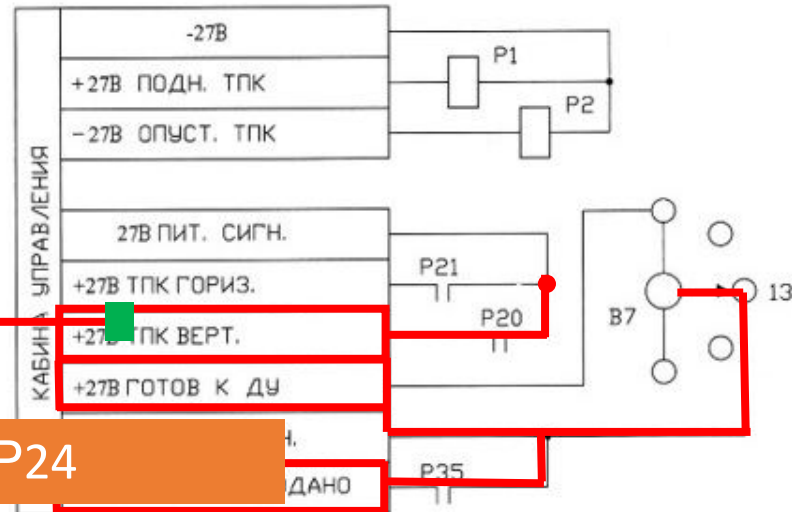 -27В
+27В ПОДН. ТПК
-27В ОПУСТ. ТПК
КАБИНА УПРАВЛЕНИЯ
27В ПИТ. СИГН.
+27В ТПК ГОРИЗ.
+27В ТПК ВЕРТ.
+27В ГОТОВ К ДУ
Н.
ДАНО
P24
P1
P2
P21
P20
P35
В7
13